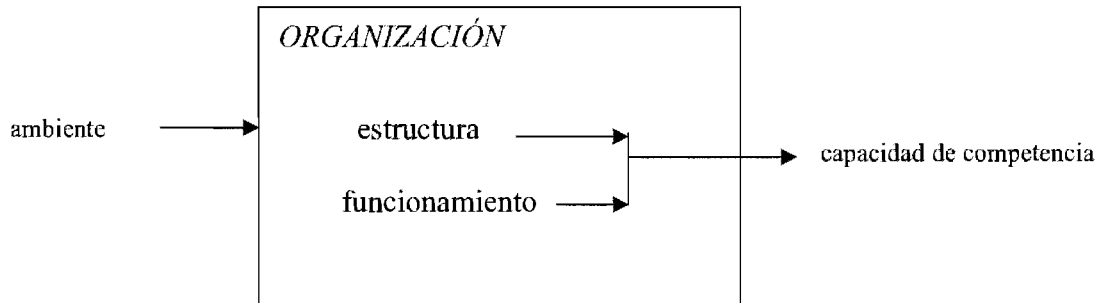 ORGANIZACIÓN
ambiente
estructura
capacidad de competencia
funcionamiento